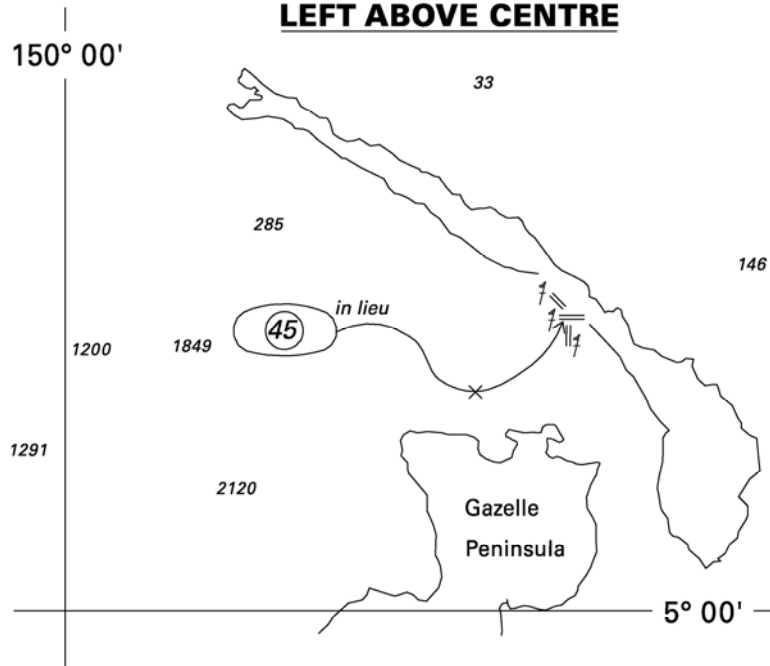 LEFT ABOVE CENTRE
150° 00'
33
285
146
in lieu
45
1849
1200
1291
2120
Gazelle
Peninsula
5° 00'